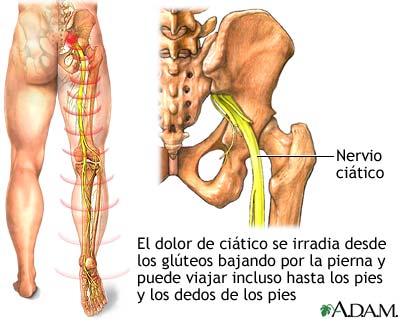 Nervio
ciático
El dolor de ciático se irradia desde
los glúteos bajando por la pierna y
puede viajar incluso hasta los pies
y los dedos de los pies
ADAM.